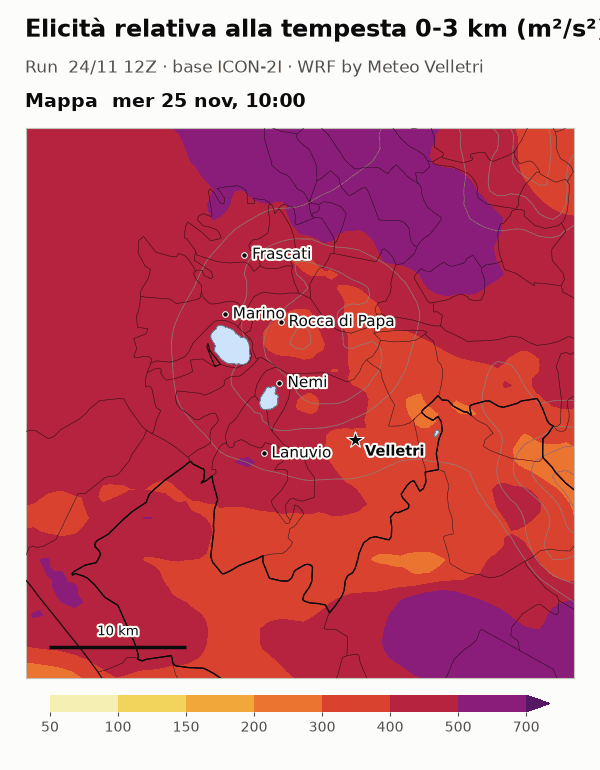 Elicità relativa alla tempesta 0-3 km (m²/s²)
Run 24/11 12Z · base ICON-2I · WRF by Meteo Velletri
Mappa mer 25 nov, 10:00
Frascati
Marino
Rocca di Papa
Nemi
Velletri
Lanuvio
10 km
50 100 150 200 300 400 500 700